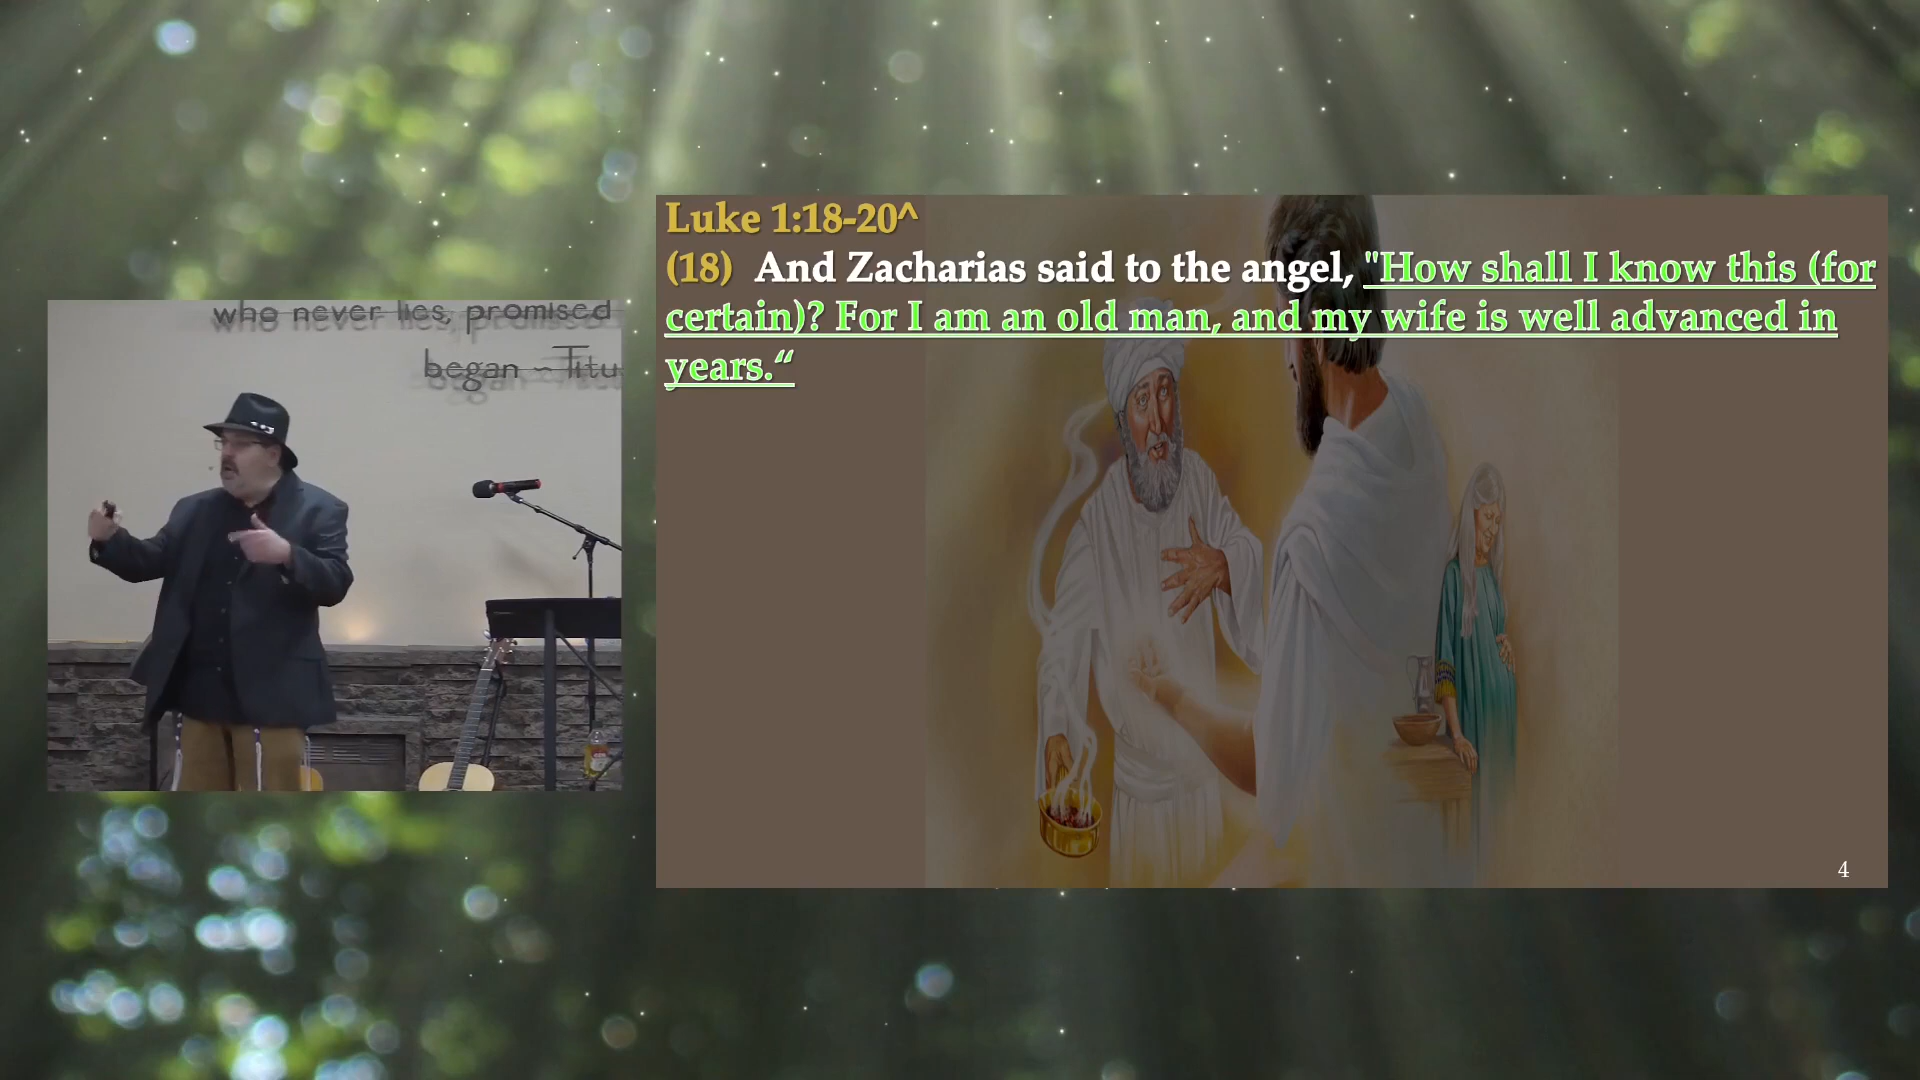 who never lies, promised
began ~ Titu
Luke 1:18-20^
(18) And Zacharias said to the angel, "How shall I know this (for
certain)? For I am an old man, and my wife is well advanced in
years.“
4